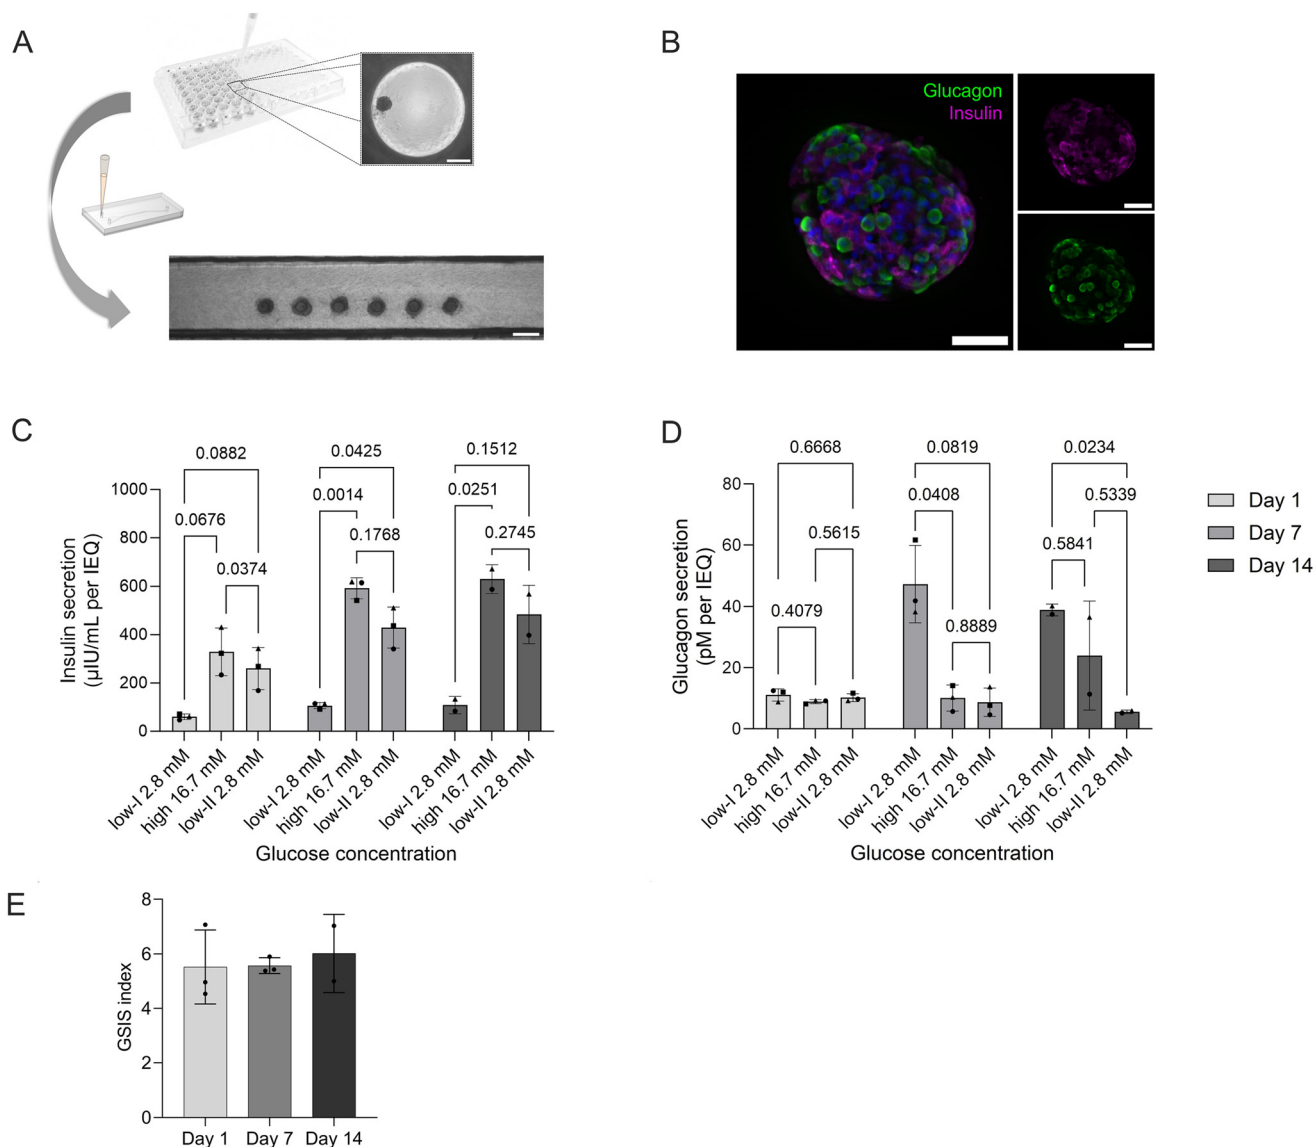 A
B
Glucagon
Insulin
C
0.0882
0.0425
0.1512
0.0676
0.0014
0.0251
0.0374
0.1768
0.2745
Insulin secretion
(µIU/mL per IEQ)
1000
800
600
400
200
0
low-I 2.8 mM
high 16.7 mM
low-II 2.8 mM
low-I 2.8 mM
high 16.7 mM
low-II 2.8 mM
low-I 2.8 mM
high 16.7 mM
low-II 2.8 mM
Glucose concentration
D
0.6668
0.0819
0.0234
0.5615
0.0408
0.5339
0.4079
0.8889
0.5841
Glucagon secretion
(pM per IEQ)
80
60
40
20
0
low-I 2.8 mM
high 16.7 mM
low-II 2.8 mM
low-I 2.8 mM
high 16.7 mM
low-II 2.8 mM
low-I 2.8 mM
high 16.7 mM
low-II 2.8 mM
Glucose concentration
Day 1
Day 7
Day 14
E
GSIS index
8
6
4
2
0
Day 1
Day 7
Day 14